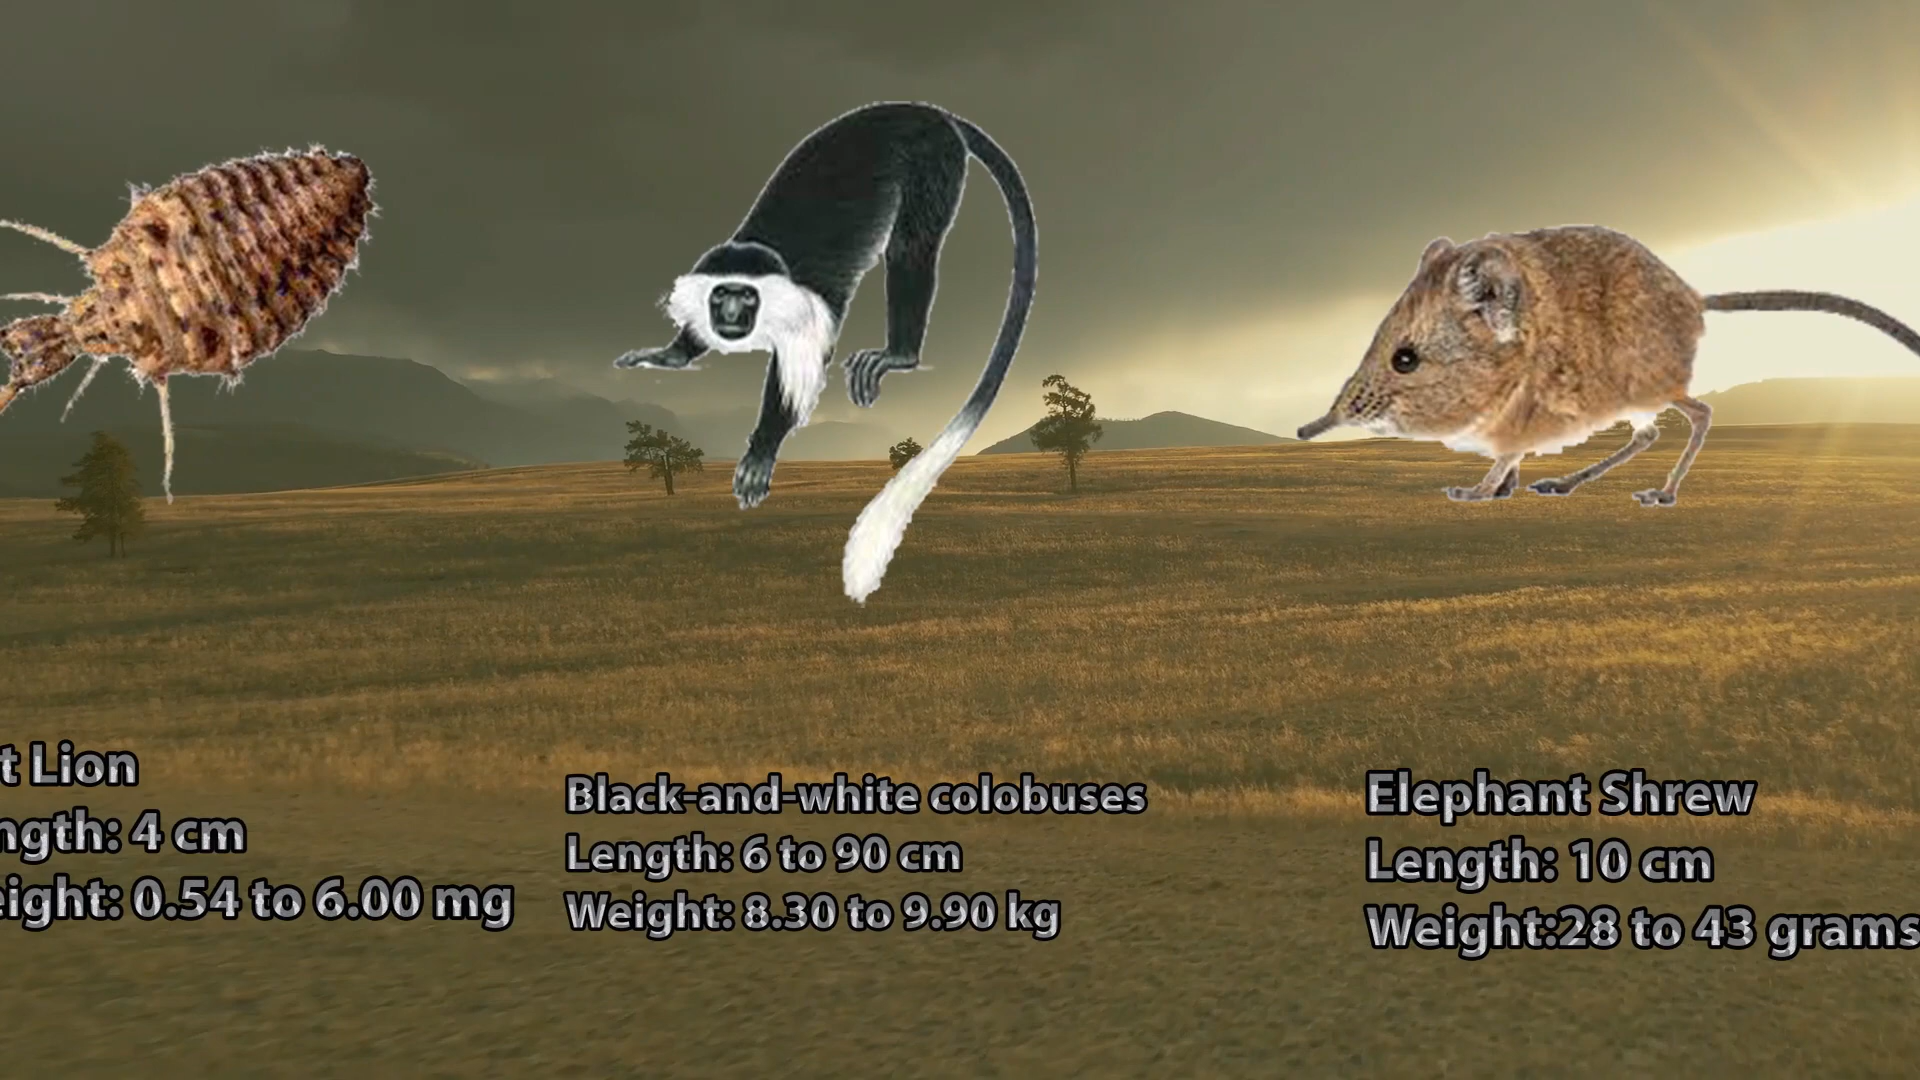 t Lion
ngth: 4 cm
eight: 0.54 to 6.00 mg
Black-and-white colobuses
Length: 6 to 90 cm
Weight: 8.30 to 9.90 kg
Elephant Shrew
Length: 10 cm
Weight:28 to 43 grams